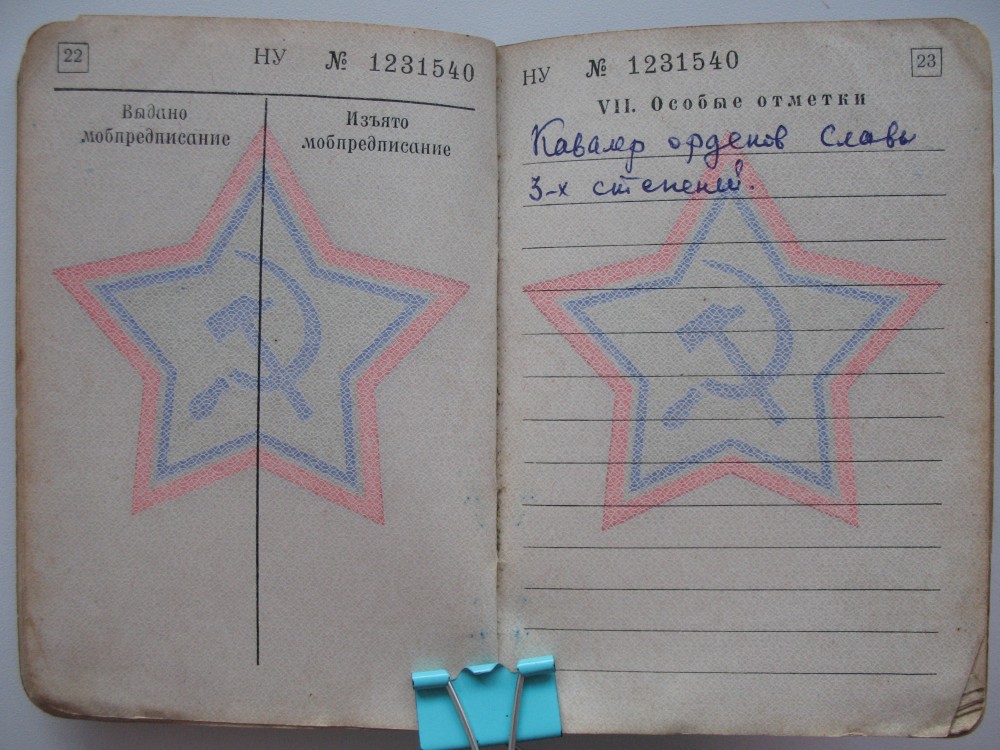 22
НУ № 1231540
Выдано
мобпредписание
Изъято
мобпредписание
НУ № 1231540
23
VII. Особые отметки
Кавалер орденов Славы
3-х степеней.